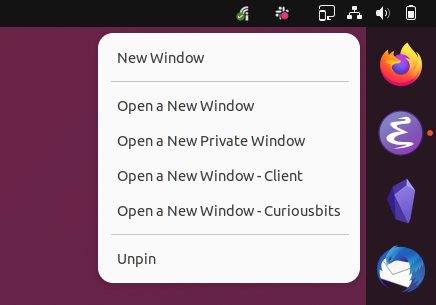 New Window
Open a New Window
Open a New Private Window
Open a New Window - Client
Open a New Window - Curiousbits
Unpin